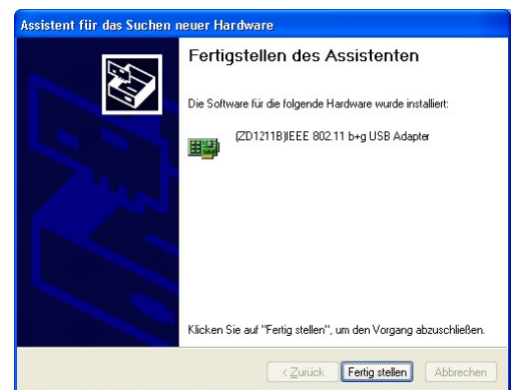 Assistent für das Suchen neuer Hardware
Fertigstellen des Assistenten
Die Software für die folgende Hardware wurde installiert:
(ZD1211B)IEEE 802.11 b+g USB Adapter
Klicken Sie auf "Fertig stellen", um den Vorgang abzuschließen.
< Zurück Fertig stellen Abbrechen